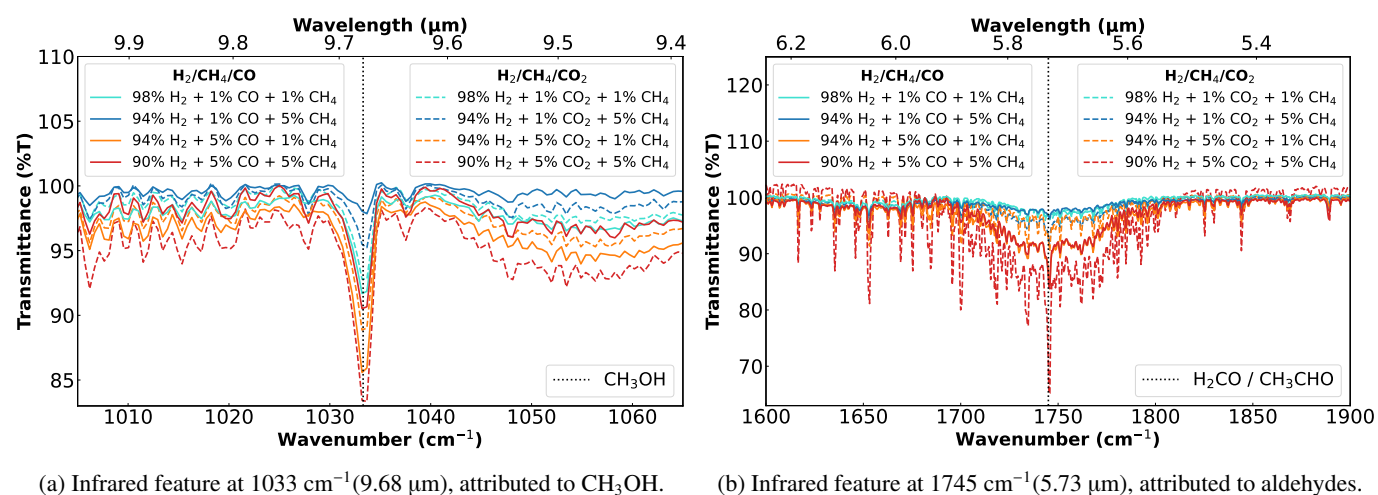 Wavelength (μm)
9.9 9.8 9.7 9.6 9.5 9.4
110
105
100
95
90
85
Transmittance (%T)
H₂/CH₄/CO
98% H₂ + 1% CO + 1% CH₄
94% H₂ + 1% CO + 5% CH₄
94% H₂ + 5% CO + 1% CH₄
90% H₂ + 5% CO + 5% CH₄
H₂/CH₄/CO₂
98% H₂ + 1% CO₂ + 1% CH₄
94% H₂ + 1% CO₂ + 5% CH₄
94% H₂ + 5% CO₂ + 1% CH₄
90% H₂ + 5% CO₂ + 5% CH₄
CH₃OH
1010 1020 1030 1040 1050 1060
Wavenumber (cm⁻¹)
(a) Infrared feature at 1033 cm⁻¹(9.68 μm), attributed to CH₃OH.
Wavelength (μm)
6.2 6.0 5.8 5.6 5.4
120
110
100
90
80
70
Transmittance (%T)
H₂/CH₄/CO
98% H₂ + 1% CO + 1% CH₄
94% H₂ + 1% CO + 5% CH₄
94% H₂ + 5% CO + 1% CH₄
90% H₂ + 5% CO + 5% CH₄
H₂/CH₄/CO₂
98% H₂ + 1% CO₂ + 1% CH₄
94% H₂ + 1% CO₂ + 5% CH₄
94% H₂ + 5% CO₂ + 1% CH₄
90% H₂ + 5% CO₂ + 5% CH₄
H₂CO / CH₃CHO
1600 1650 1700 1750 1800 1850 1900
Wavenumber (cm⁻¹)
(b) Infrared feature at 1745 cm⁻¹(5.73 μm), attributed to aldehydes.